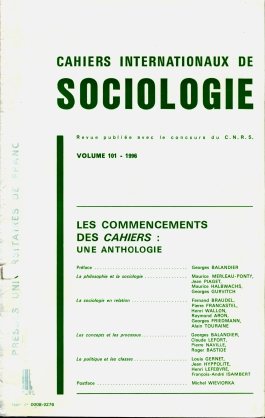 CAHIERS INTERNATIONAUX DE
SOCIOLOGIE
Revue publiée avec le concours du C.N.R.S.
VOLUME 101 - 1996
LES COMMENCEMENTS
DES CAHIERS :
UNE ANTHOLOGIE
Préface Georges BALANDIER
La philosophie et la sociologie Maurice MERLEAU-PONTY,
Jean PIAGET,
Maurice HALBWACHS,
Georges GURVITCH
La sociologie en relation Fernand BRAUDEL,
Pierre FRANCASTEL,
Henri WALLON,
Raymond ARON,
Georges FRIEDMANN,
Alain TOURAINE
Les concepts et les processus Georges BALANDIER,
Claude LEFORT,
Pierre NAVILLE,
Roger BASTIDE
Le politique et les classes Louis GERNET,
Jean HYPPOLITE,
Henri LEFEBVRE,
François-André ISAMBERT
Postface Michel WIEVIORKA
0008-0276